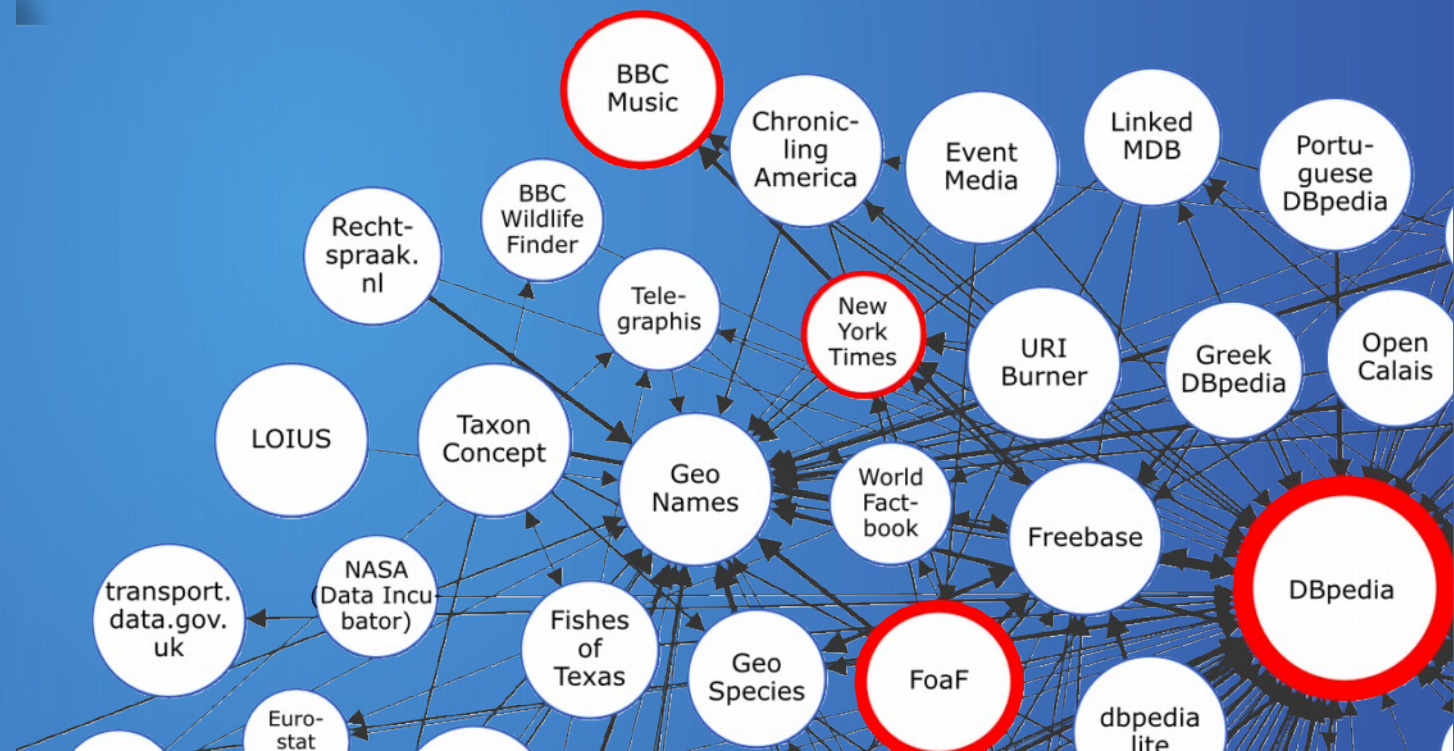 BBC
Music
Chronic-
ling
America
Event
Media
Linked
MDB
Portu-
guese
DBpedia
BBC
Wildlife
Finder
Recht-
spraak.
nl
Tele-
graphis
New
York
Times
URI
Burner
Greek
DBpedia
Open
Calais
LOIUS
Taxon
Concept
Geo
Names
World
Fact-
book
Freebase
DBpedia
transport.
data.gov.
uk
NASA
(Data Incu-
bator)
Fishes
of
Texas
Geo
Species
FoaF
dbpedia
lite
Euro-
stat